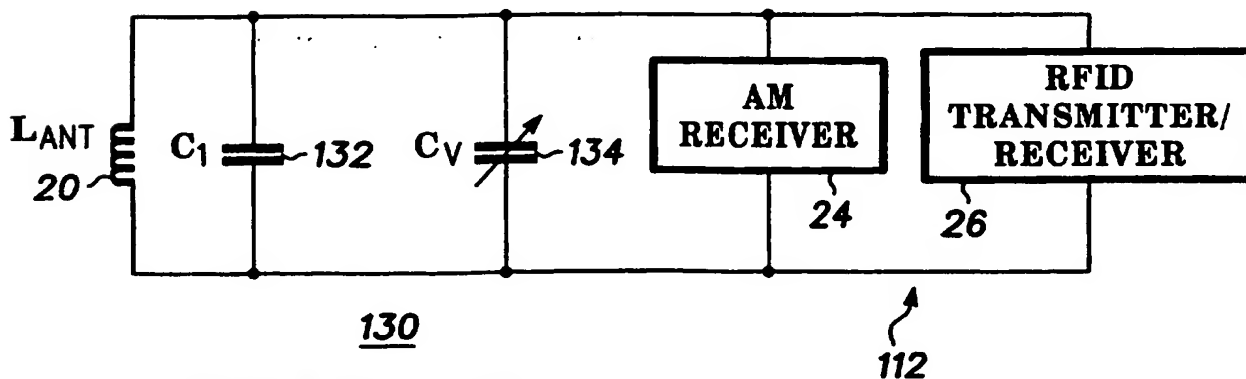 LANT
20
C1
132
CV
134
AM
RECEIVER
24
RFID
TRANSMITTER/
RECEIVER
26
130
112